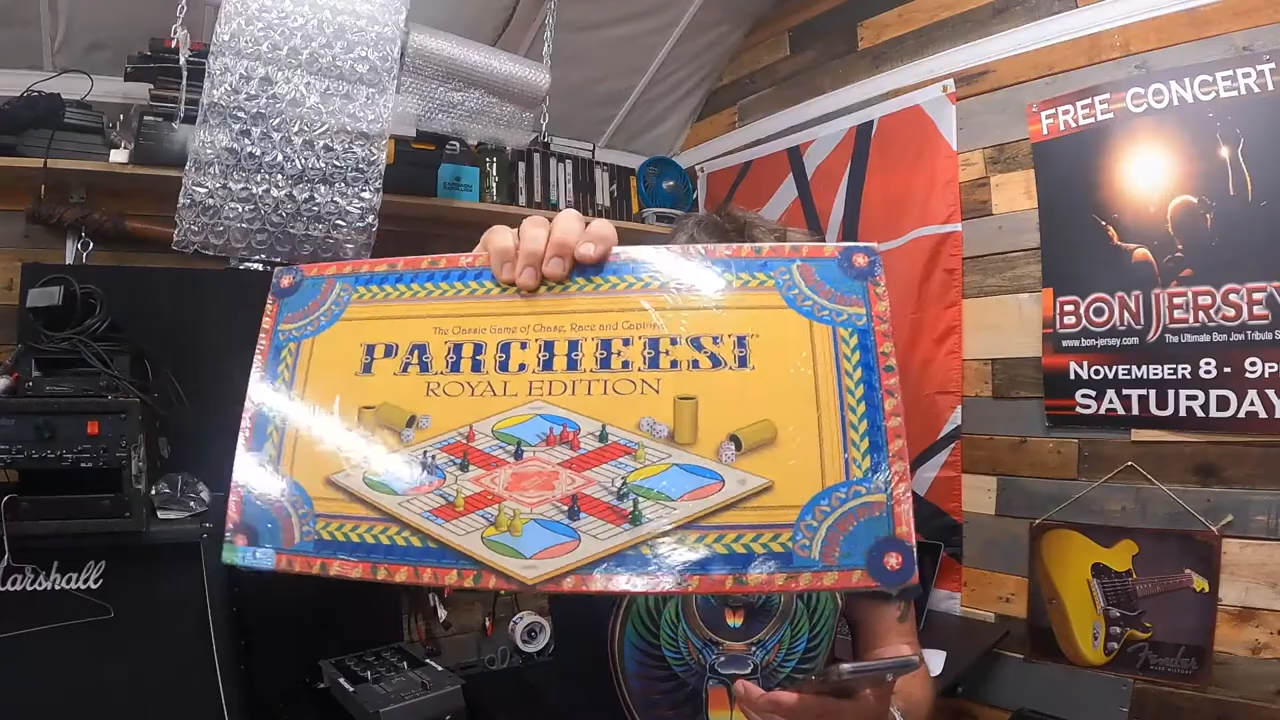 The Classic Game of Chase, Race and Capture
PARCHEESI
ROYAL EDITION
FREE CONCERT
BON JERSEY
www.bon-jersey.com
The Ultimate Bon Jovi Tribute
NOVEMBER 8 - 9P
SATURDAY
Marshall
Fender